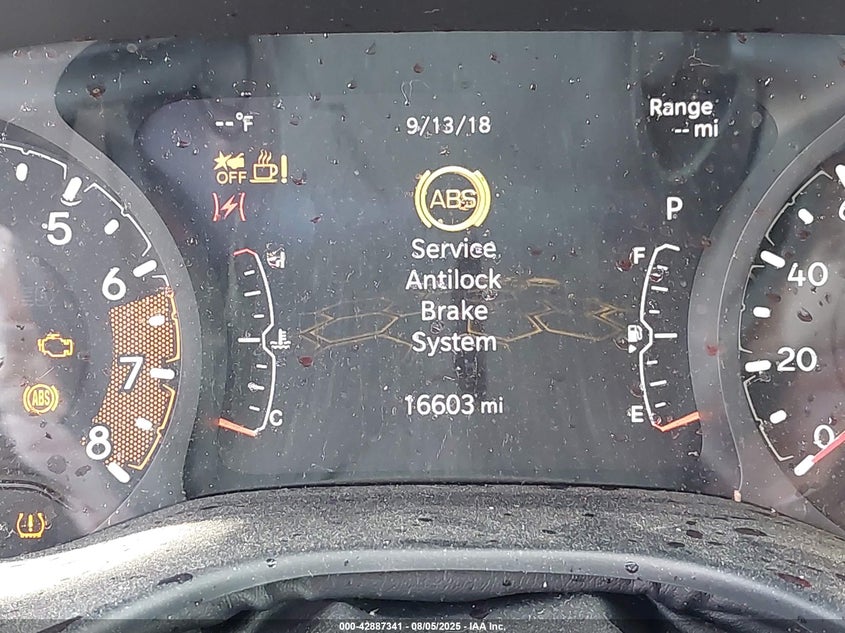 --°F
9/13/18
Range
-- mi
OFF
!
ABS
P
Service
Antilock
Brake
System
16603 mi
F
E
C
5
6
7
8
ABS
40
20
0
000-42887341 - 08/05/2025 - IAA Inc.